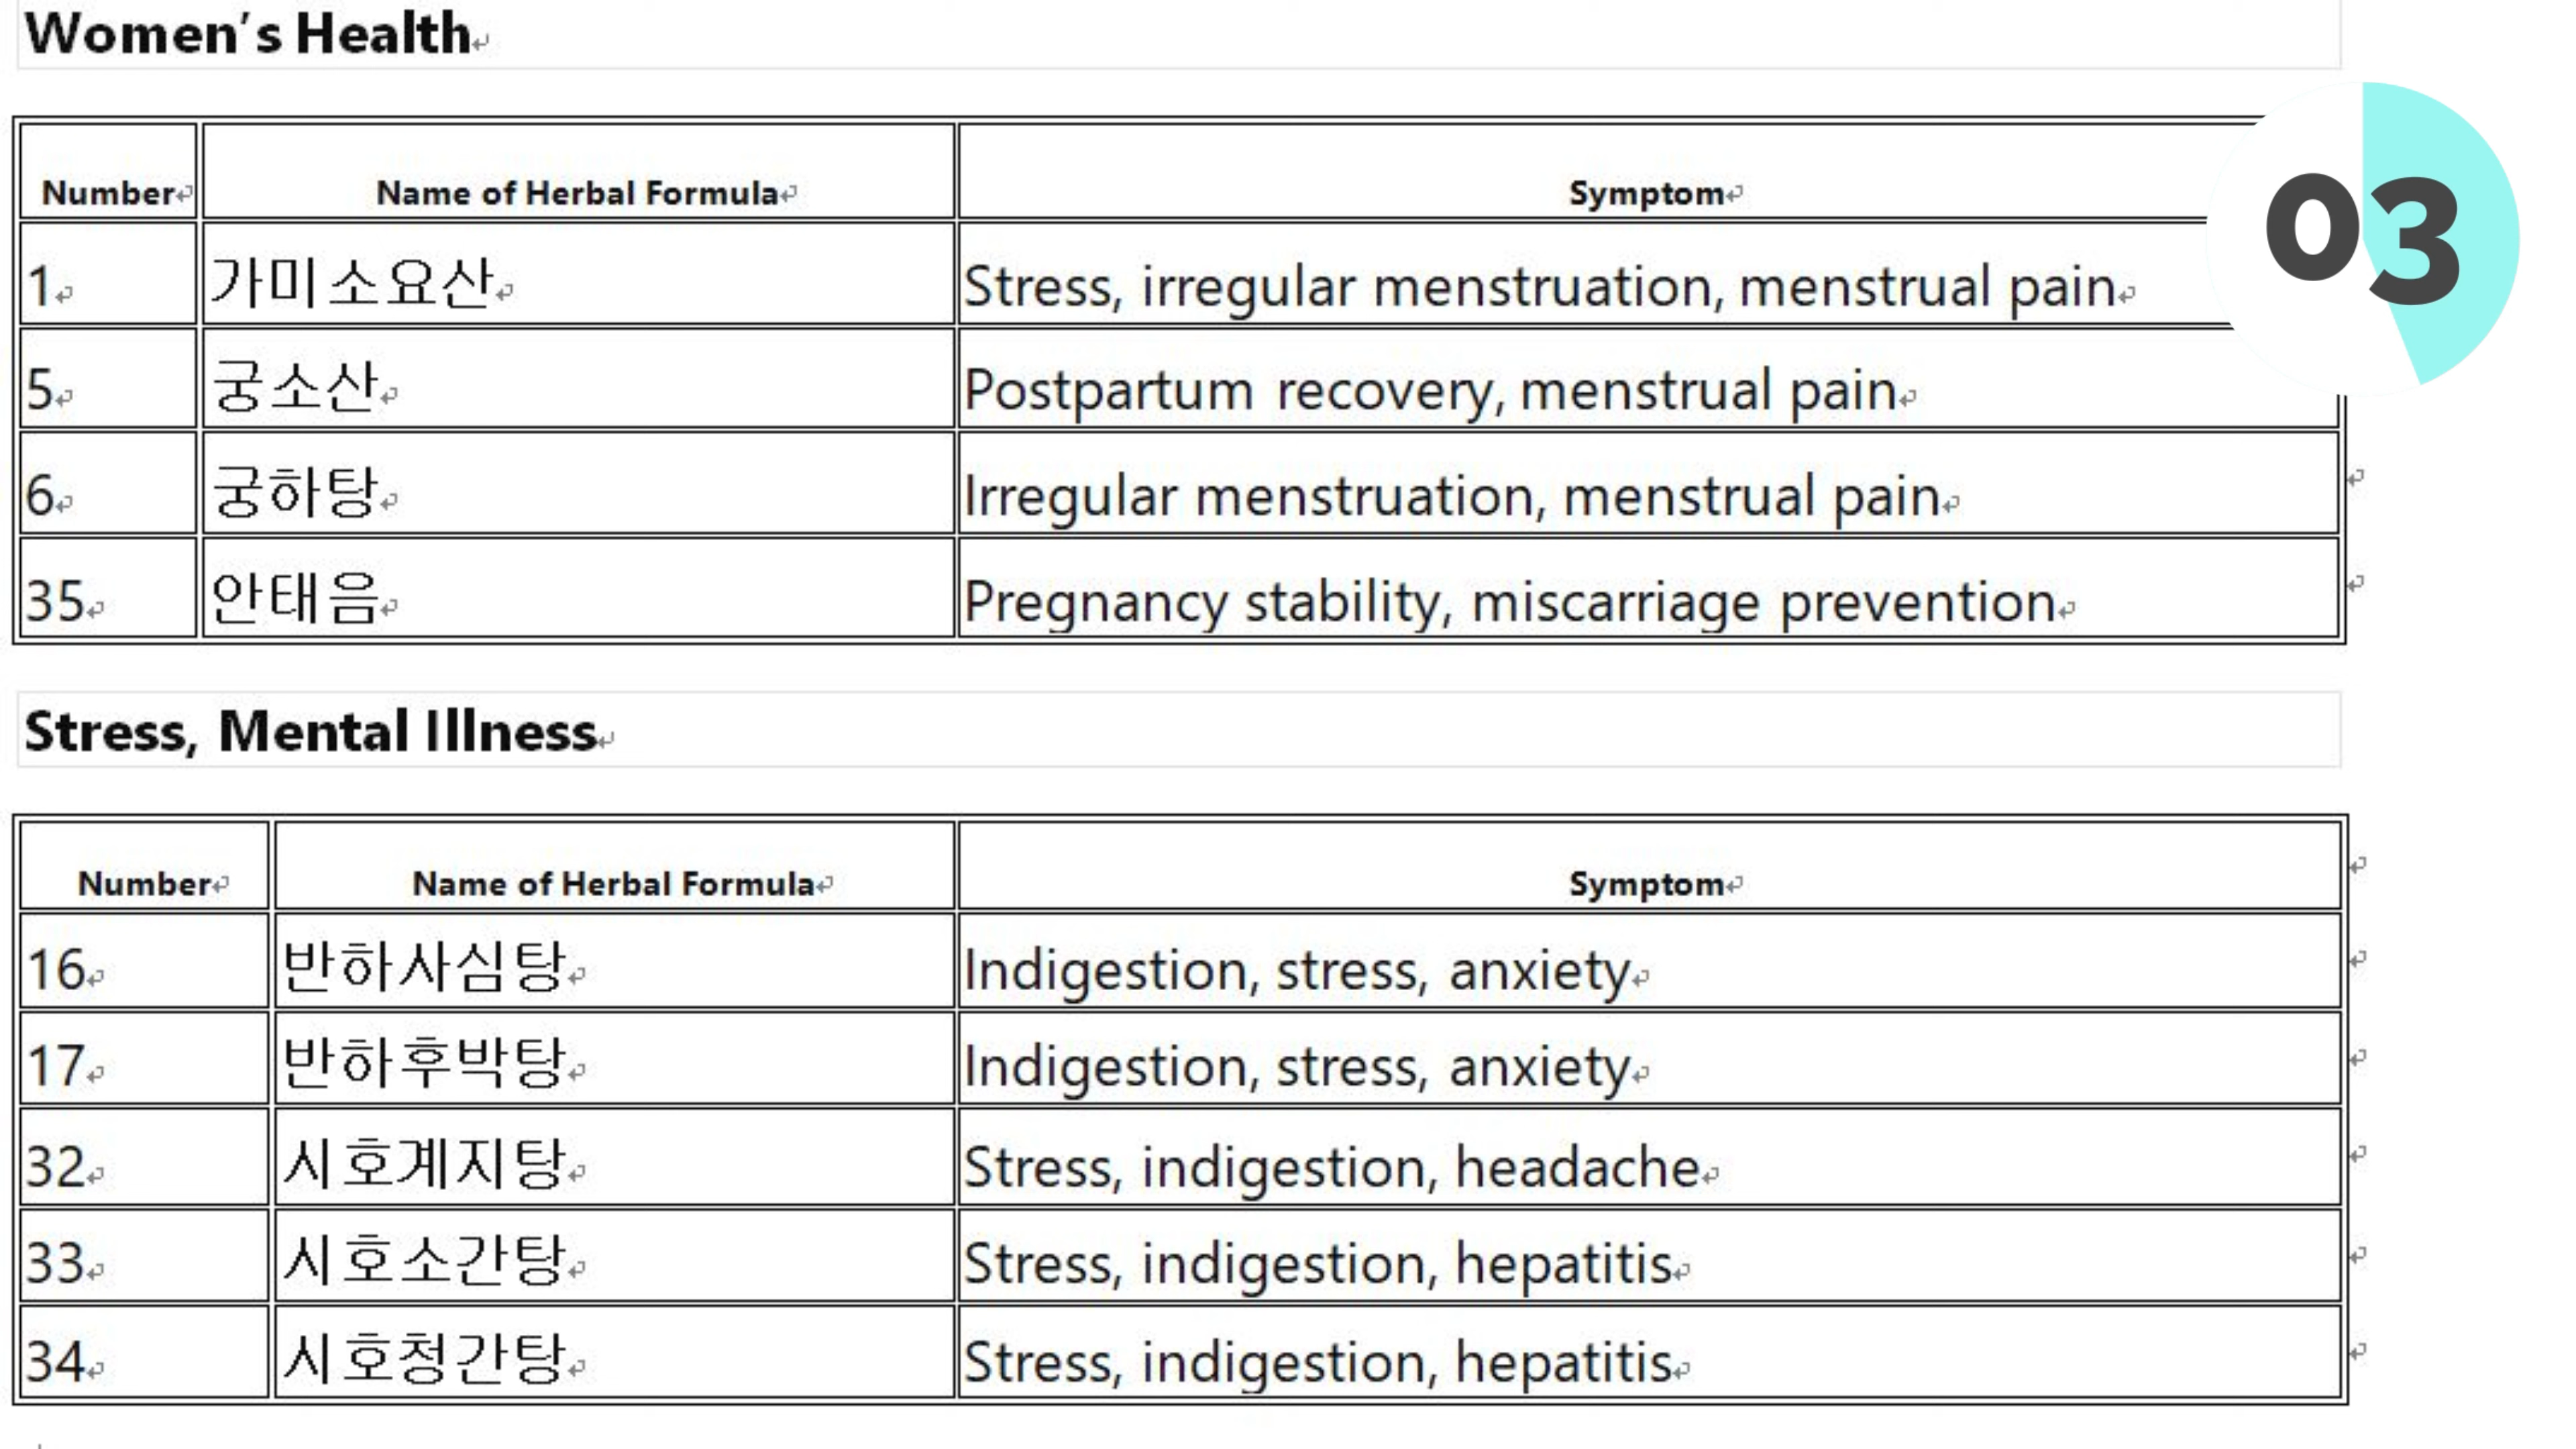 Women's Health
Number Name of Herbal Formula Symptom
03
1 가미소요산 Stress, irregular menstruation, menstrual pain
5 궁소산 Postpartum recovery, menstrual pain
6 궁하탕 Irregular menstruation, menstrual pain
35 안태음 Pregnancy stability, miscarriage prevention
Stress, Mental Illness
Number Name of Herbal Formula Symptom
16 반하사심탕 Indigestion, stress, anxiety
17 반하후박탕 Indigestion, stress, anxiety
32 시호계지탕 Stress, indigestion, headache
33 시호소간탕 Stress, indigestion, hepatitis
34 시호청간탕 Stress, indigestion, hepatitis